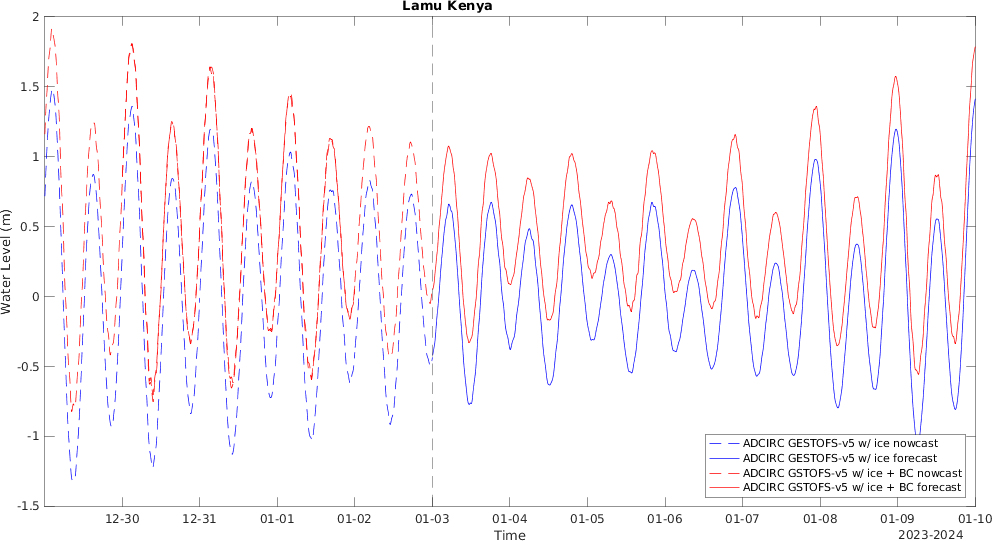 Lamu Kenya
2
1.5
1
0.5
0
-0.5
-1
-1.5
Water Level (m)
12-30 12-31 01-01 01-02 01-03 01-04 01-05 01-06 01-07 01-08 01-09 01-10
Time
2023-2024
ADCIRC GESTOFS-v5 w/ ice nowcast
ADCIRC GESTOFS-v5 w/ ice forecast
ADCIRC GSTOFS-v5 w/ ice + BC nowcast
ADCIRC GSTOFS-v5 w/ ice + BC forecast